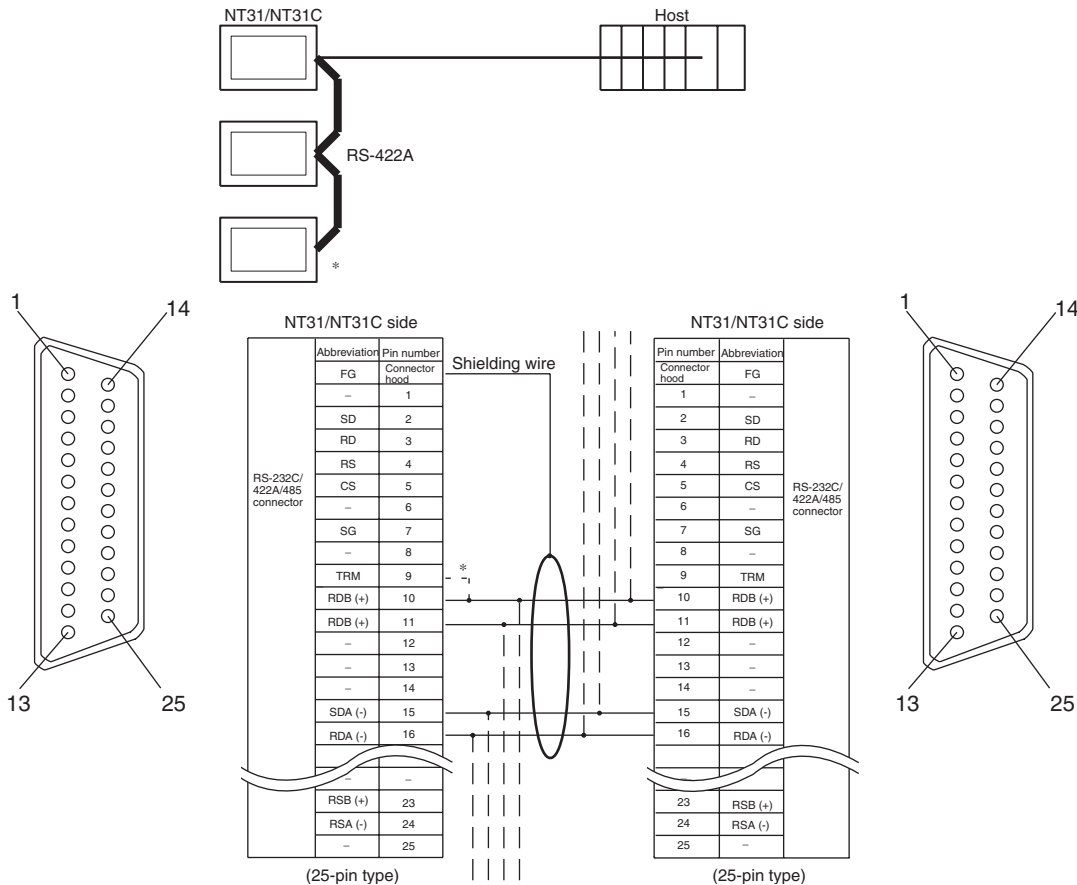 NT31/NT31C
Host
RS-422A
*
1
14
13
25
NT31/NT31C side
RS-232C/
422A/485
connector
Abbreviation Pin number
FG Connector
hood
– 1
SD 2
RD 3
RS 4
CS 5
– 6
SG 7
– 8
TRM 9
RDB (+) 10
RDB (+) 11
– 12
– 13
– 14
SDA (-) 15
RDA (-) 16
– –
RSB (+) 23
RSA (-) 24
– 25
(25-pin type)
Shielding wire
*
NT31/NT31C side
Pin number Abbreviation
Connector
hood FG
1 –
2 SD
3 RD
4 RS
5 CS
6 –
7 SG
8 –
9 TRM
10 RDB (+)
11 RDB (+)
12 –
13 –
14 –
15 SDA (-)
16 RDA (-)
–
23 RSB (+)
24 RSA (-)
25 –
RS-232C/
422A/485
connector
(25-pin type)
1
14
13
25